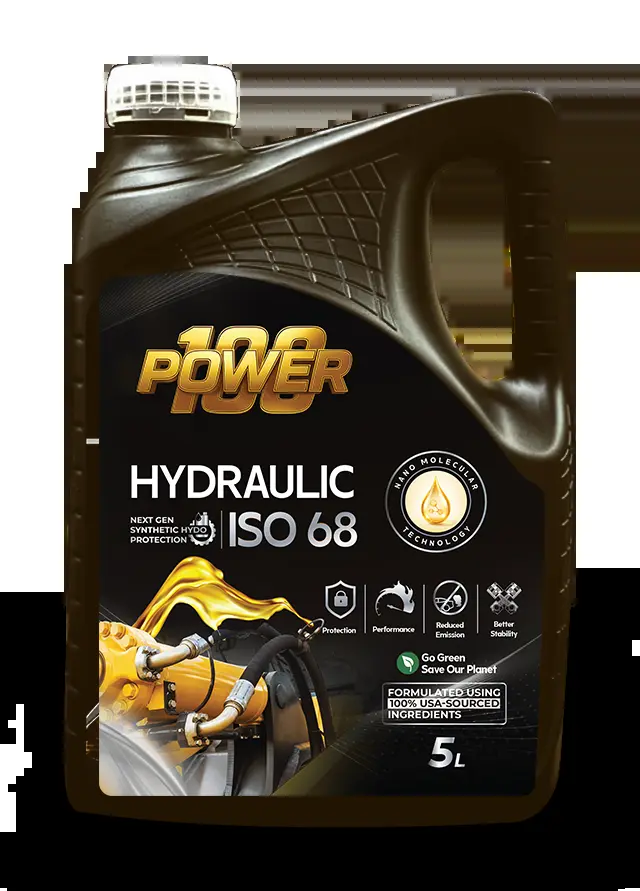 100
POWER
HYDRAULIC
NEXT GEN
SYNTHETIC HYDO
PROTECTION
ISO 68
NANO MOLECULAR
TECHNOLOGY
Protection
Performance
Reduced
Emission
Better
Stability
Go Green
Save Our Planet
FORMULATED USING
100% USA-SOURCED
INGREDIENTS
5L